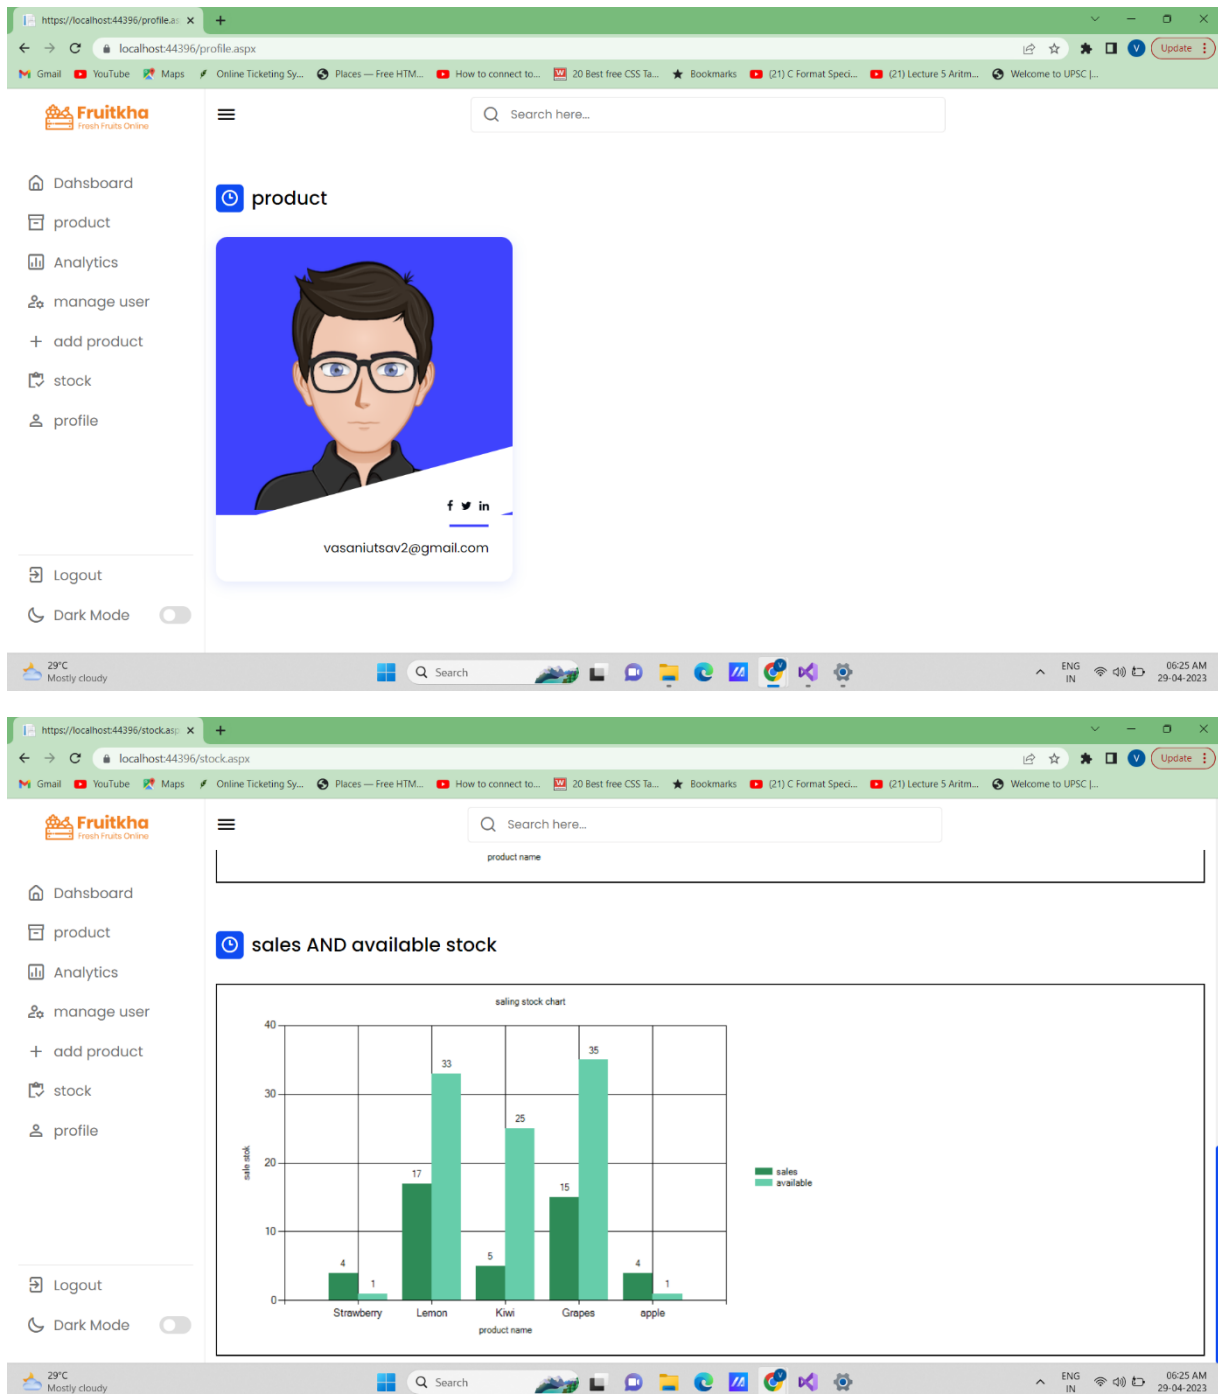 https://localhost:44396/profile.as
localhost:44396/profile.aspx
Update
Gmail YouTube Maps Online Ticketing Sy... Places — Free HTM... How to connect to... 20 Best free CSS Ta... Bookmarks (21) C Format Speci... (21) Lecture 5 Aritm... Welcome to UPSC |...
Fruitkha
Fresh Fruits Online
Search here...
Dahsboard
product
Analytics
manage user
add product
stock
profile
Logout
Dark Mode
product
vasaniutsav2@gmail.com
29°C
Mostly cloudy
Search
ENG
IN
06:25 AM
29-04-2023
https://localhost:44396/stock.asp
localhost:44396/stock.aspx
Update
Gmail YouTube Maps Online Ticketing Sy... Places — Free HTM... How to connect to... 20 Best free CSS Ta... Bookmarks (21) C Format Speci... (21) Lecture 5 Aritm... Welcome to UPSC |...
Fruitkha
Fresh Fruits Online
Search here...
Dahsboard
product
Analytics
manage user
add product
stock
profile
Logout
Dark Mode
product name
sales AND available stock
saling stock chart
40
30
20
10
0
sale stok
4 1 17 33 5 25 15 35 4 1
Strawberry Lemon Kiwi Grapes apple
product name
sales
available
29°C
Mostly cloudy
Search
ENG
IN
06:25 AM
29-04-2023